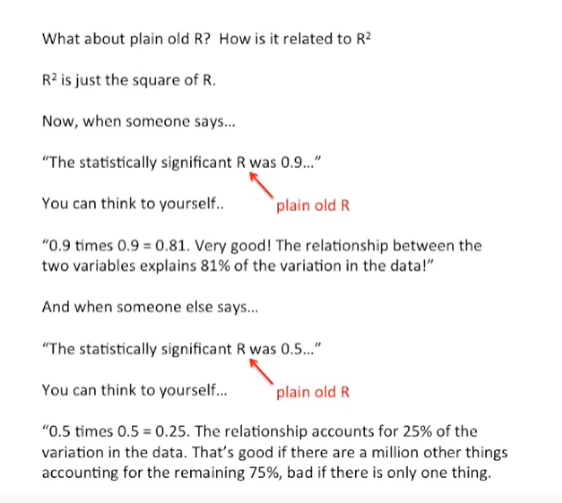 What about plain old R?  How is it related to R²
R² is just the square of R.
Now, when someone says...
“The statistically significant R was 0.9...”
You can think to yourself..
plain old R
“0.9 times 0.9 = 0.81. Very good! The relationship between the
two variables explains 81% of the variation in the data!”
And when someone else says...
“The statistically significant R was 0.5...”
You can think to yourself...
plain old R
“0.5 times 0.5 = 0.25. The relationship accounts for 25% of the
variation in the data. That’s good if there are a million other things
accounting for the remaining 75%, bad if there is only one thing.